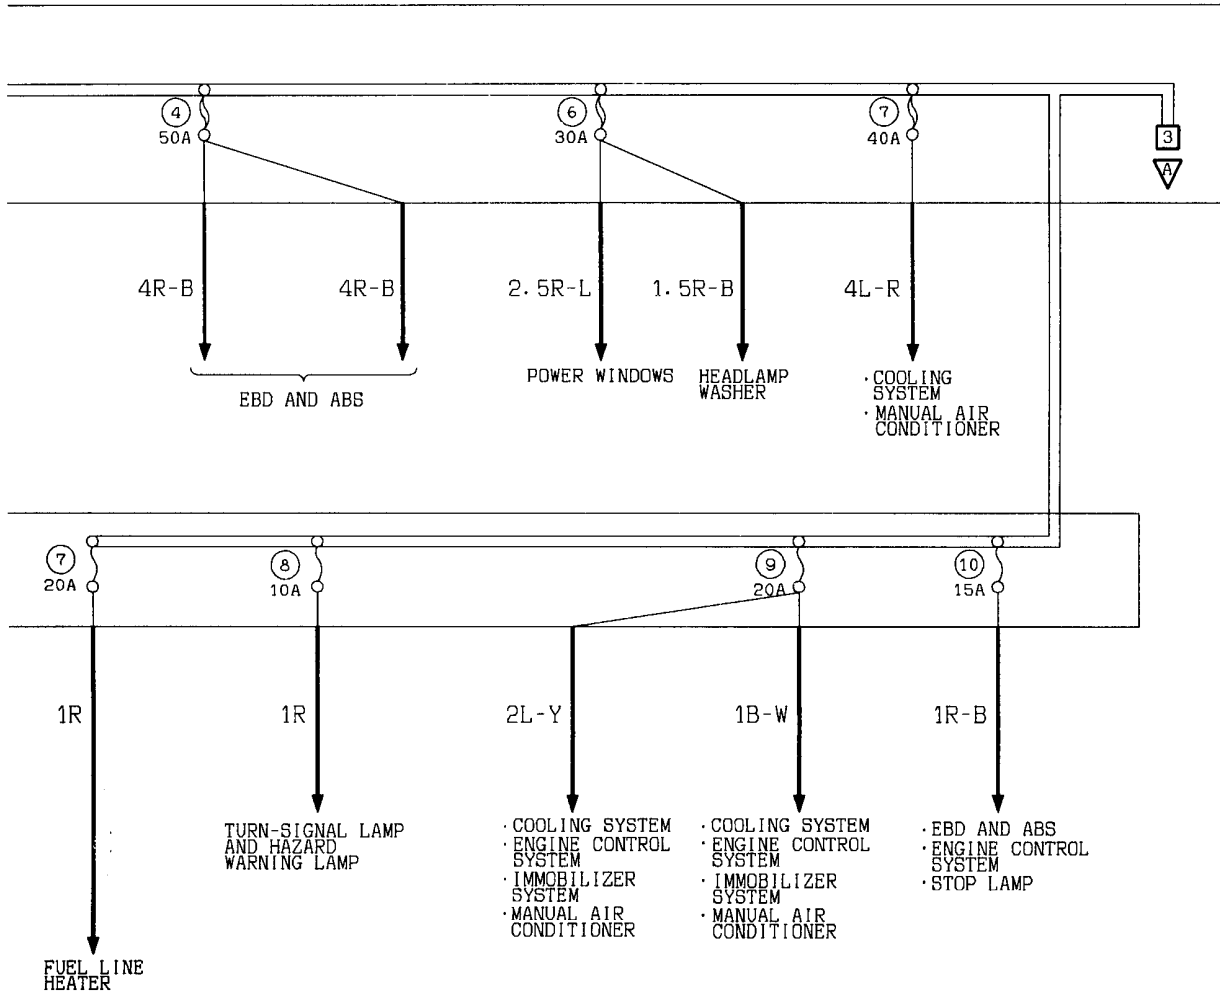 4
50A
6
30A
7
40A
3
A
4R-B
4R-B
2.5R-L
1.5R-B
4L-R
EBD AND ABS
POWER WINDOWS
HEADLAMP
WASHER
·COOLING
SYSTEM
·MANUAL AIR
CONDITIONER
7
20A
8
10A
9
20A
10
15A
1R
1R
2L-Y
1B-W
1R-B
TURN-SIGNAL LAMP
AND HAZARD
WARNING LAMP
·COOLING SYSTEM
·ENGINE CONTROL
SYSTEM
·IMMOBILIZER
SYSTEM
·MANUAL AIR
CONDITIONER
·COOLING SYSTEM
·ENGINE CONTROL
SYSTEM
·IMMOBILIZER
SYSTEM
·MANUAL AIR
CONDITIONER
·EBD AND ABS
·ENGINE CONTROL
SYSTEM
·STOP LAMP
FUEL LINE
HEATER